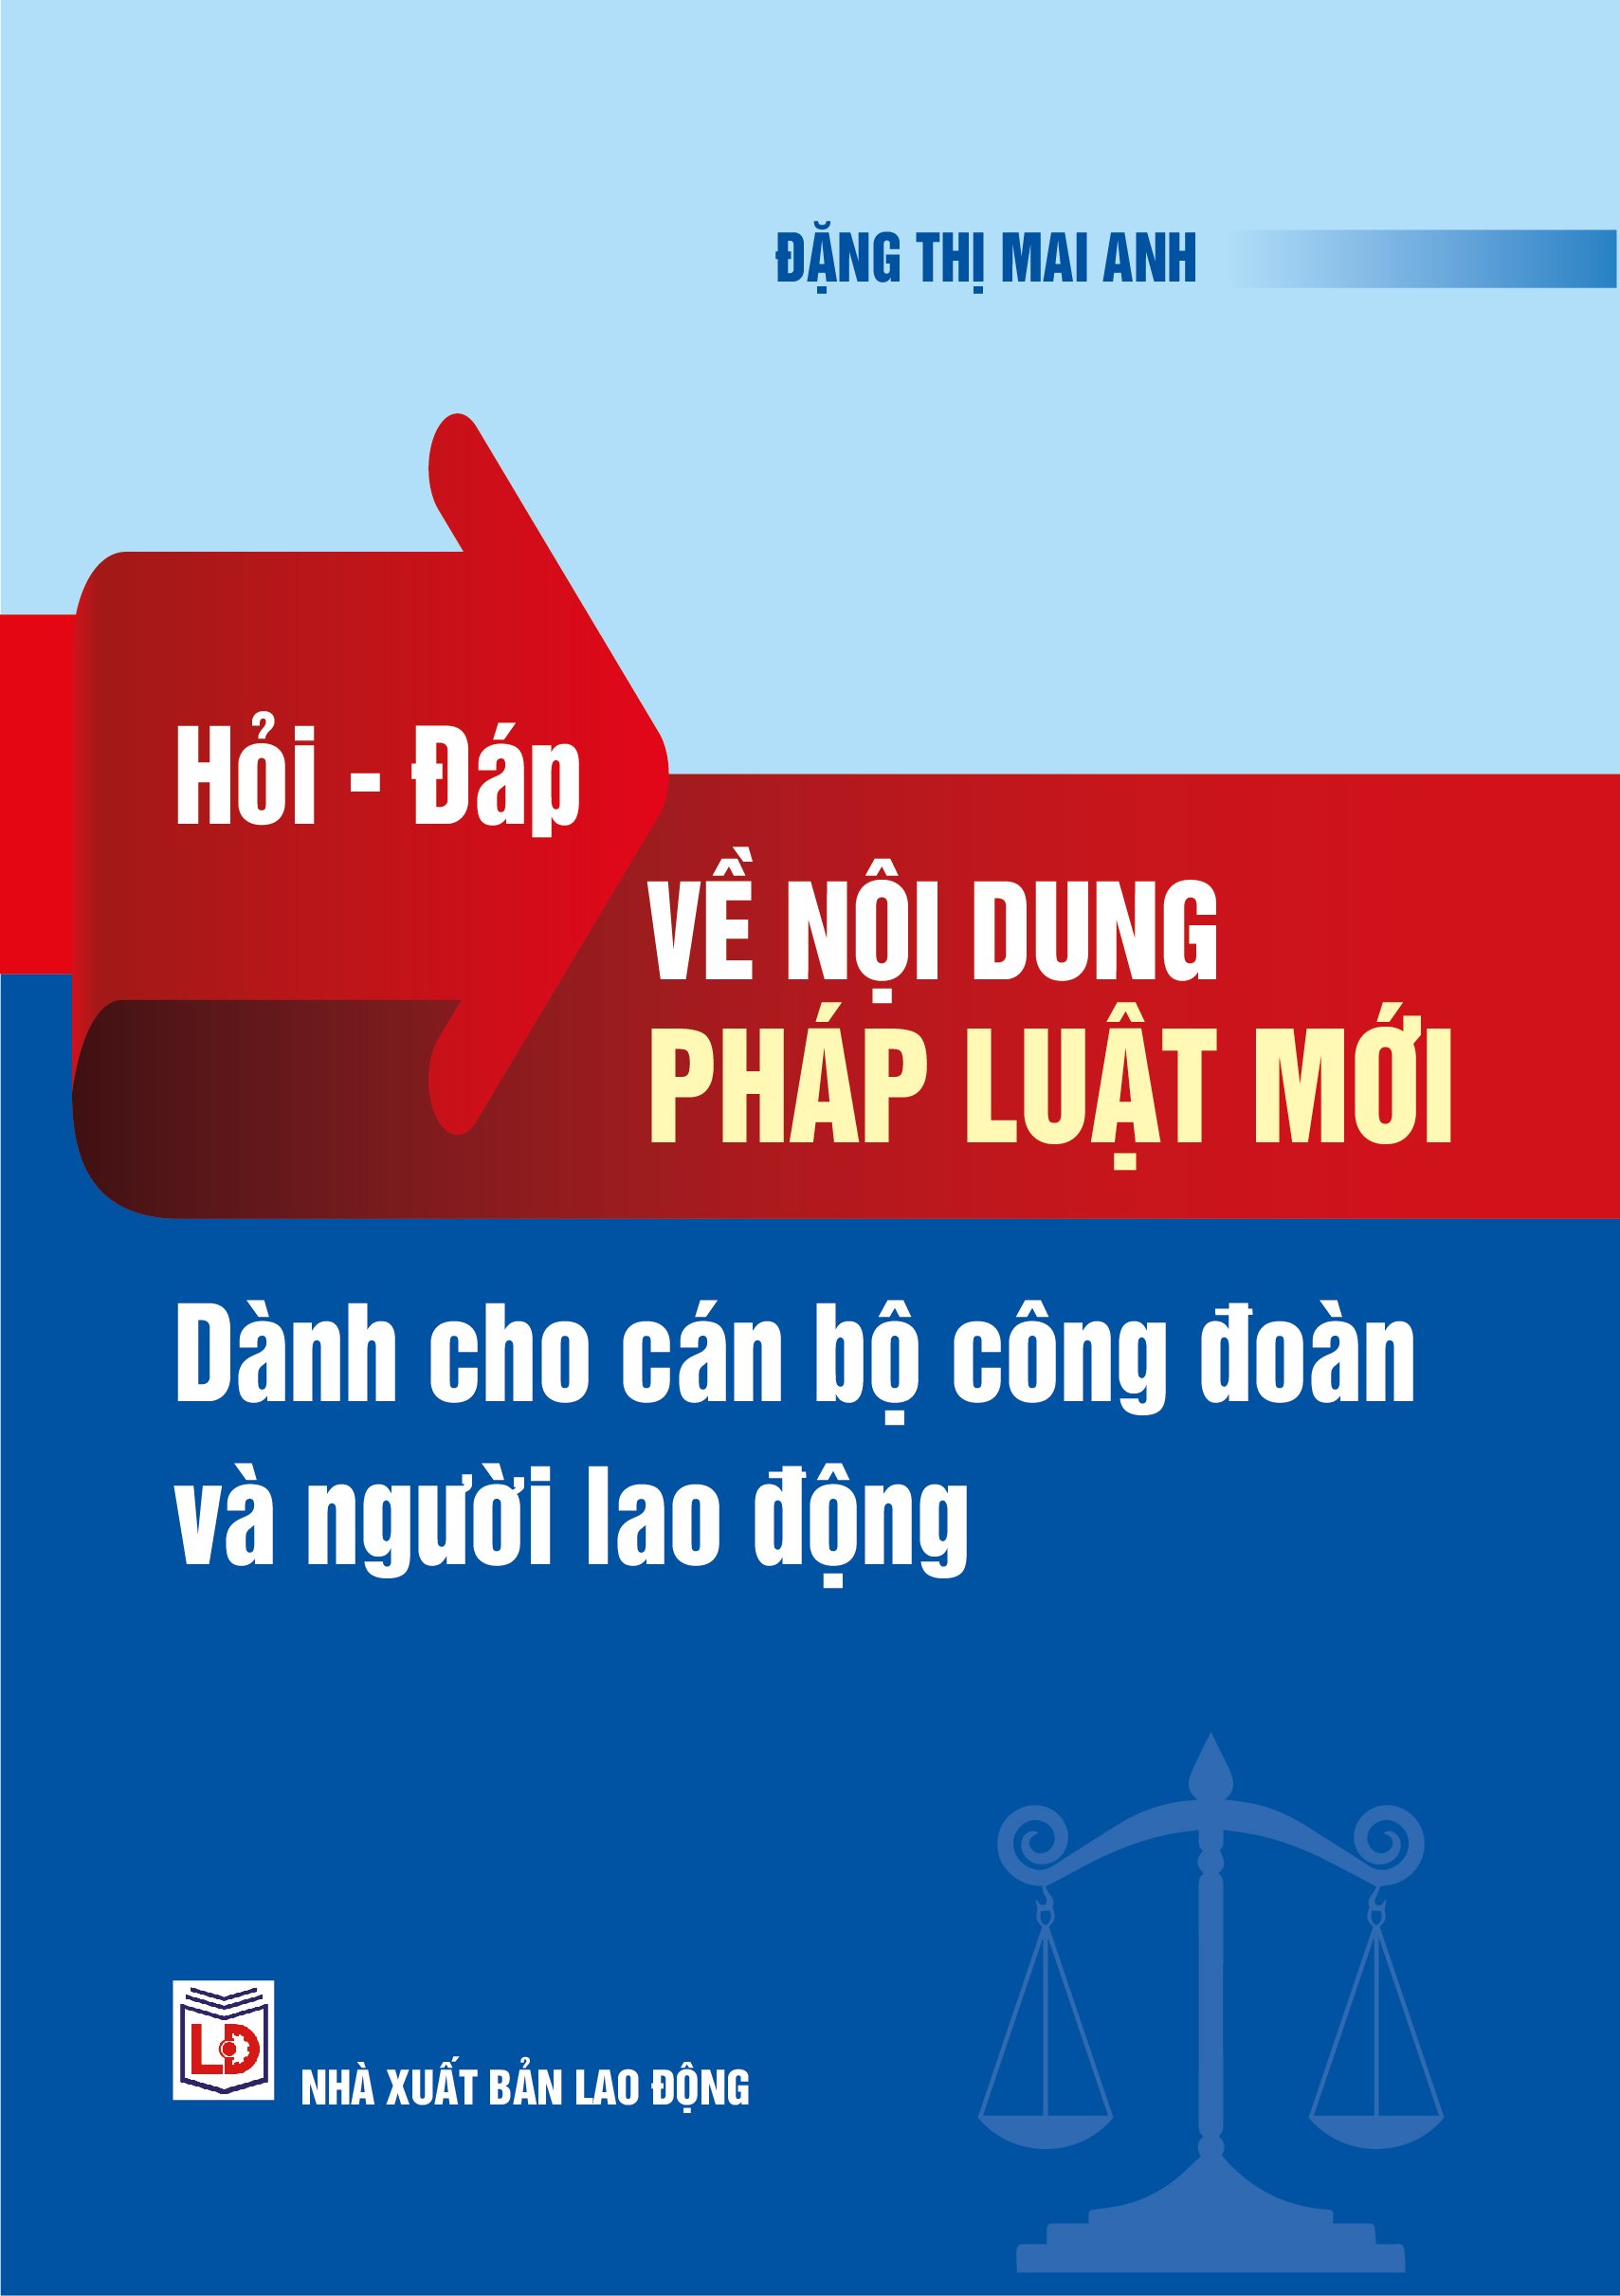 ĐẶNG THỊ MAI ANH
Hỏi - Đáp
VỀ NỘI DUNG
PHÁP LUẬT MỚI
Dành cho cán bộ công đoàn
và người lao động
LĐ
NHÀ XUẤT BẢN LAO ĐỘNG